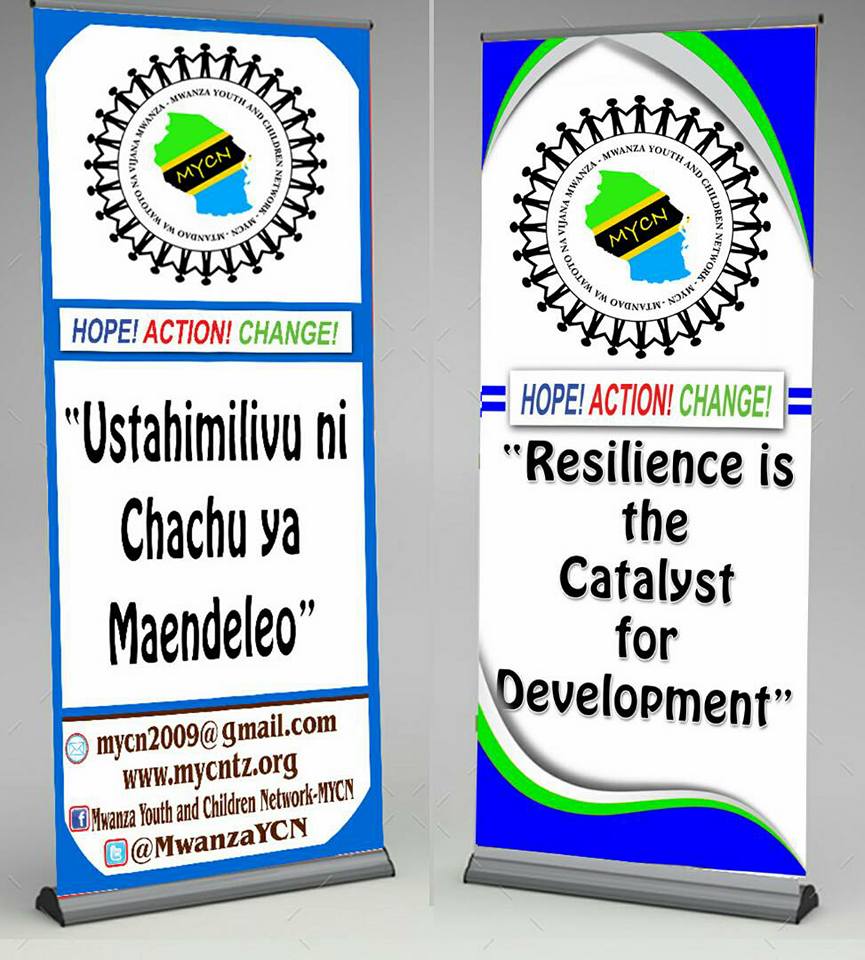 MWANZA YOUTH AND CHILDREN NETWORK - MYCN - MTANDAO WA WATOTO NA VIJANA MWANZA -
MYCN
HOPE! ACTION! CHANGE!
“Ustahimilivu ni
Chachu ya
Maendeleo”
mycn2009@gmail.com
www.mycntz.org
Mwanza Youth and Children Network-MYCN
@MwanzaYCN
MWANZA YOUTH AND CHILDREN NETWORK - MYCN - MTANDAO WA WATOTO NA VIJANA MWANZA -
MYCN
HOPE! ACTION! CHANGE!
“Resilience is
the
Catalyst
for
Development”